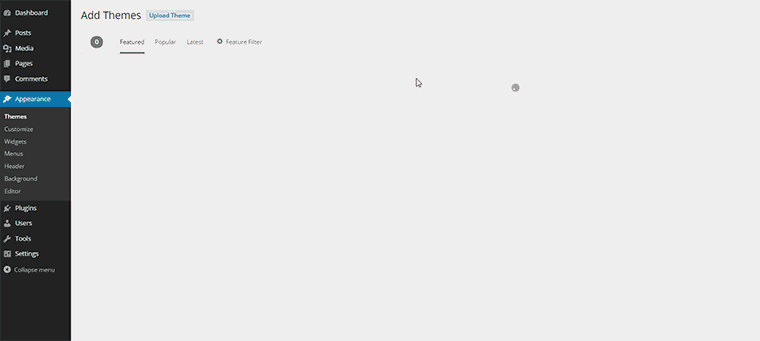 Dashboard
Posts
Media
Pages
Comments
Appearance
Themes
Customize
Widgets
Menus
Header
Background
Editor
Plugins
Users
Tools
Settings
Collapse menu
Add Themes Upload Theme
0 Featured Popular Latest Feature Filter